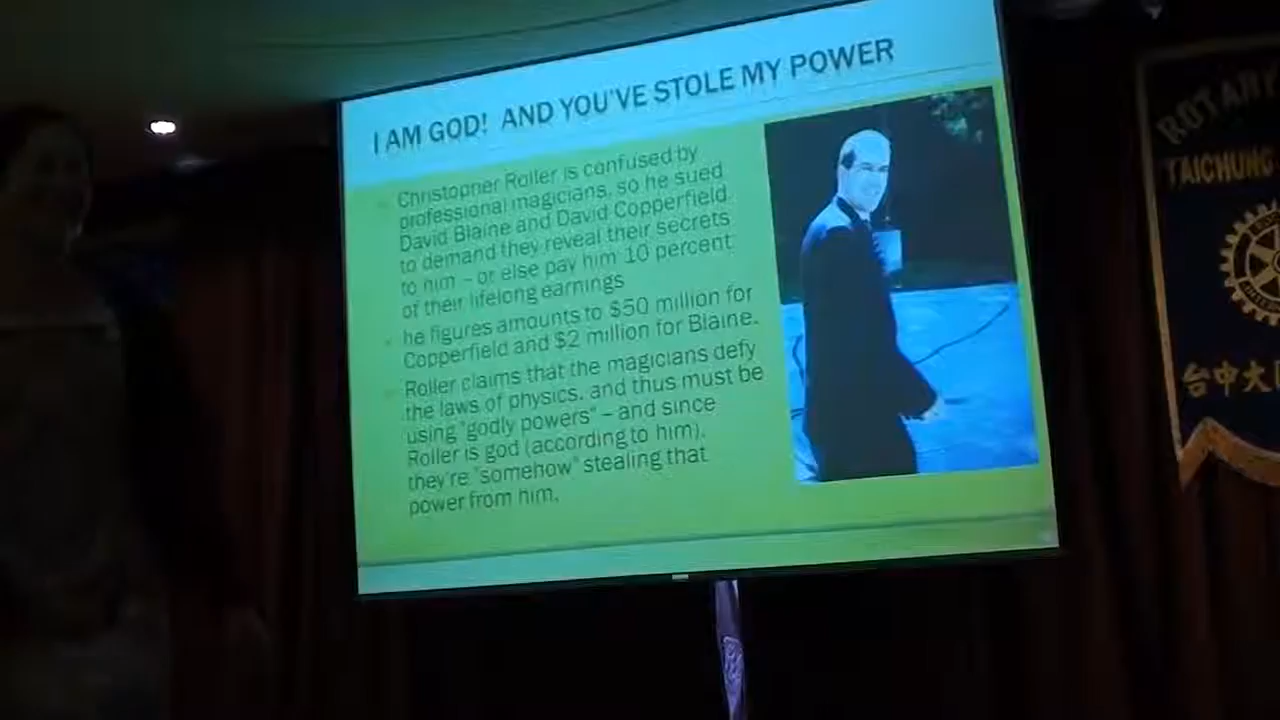 I AM GOD! AND YOU'VE STOLE MY POWER
Christopher Roller is confused by
professional magicians, so he sued
David Blaine and David Copperfield
to demand they reveal their secrets
to him – or else pay him 10 percent
of their lifelong earnings
he figures amounts to $50 million for
Copperfield and $2 million for Blaine.
Roller claims that the magicians defy
the laws of physics, and thus must be
using "godly powers" – and since
Roller is god (according to him),
they're "somehow" stealing that
power from him.
ROTARY
TAICHUNG
台中大